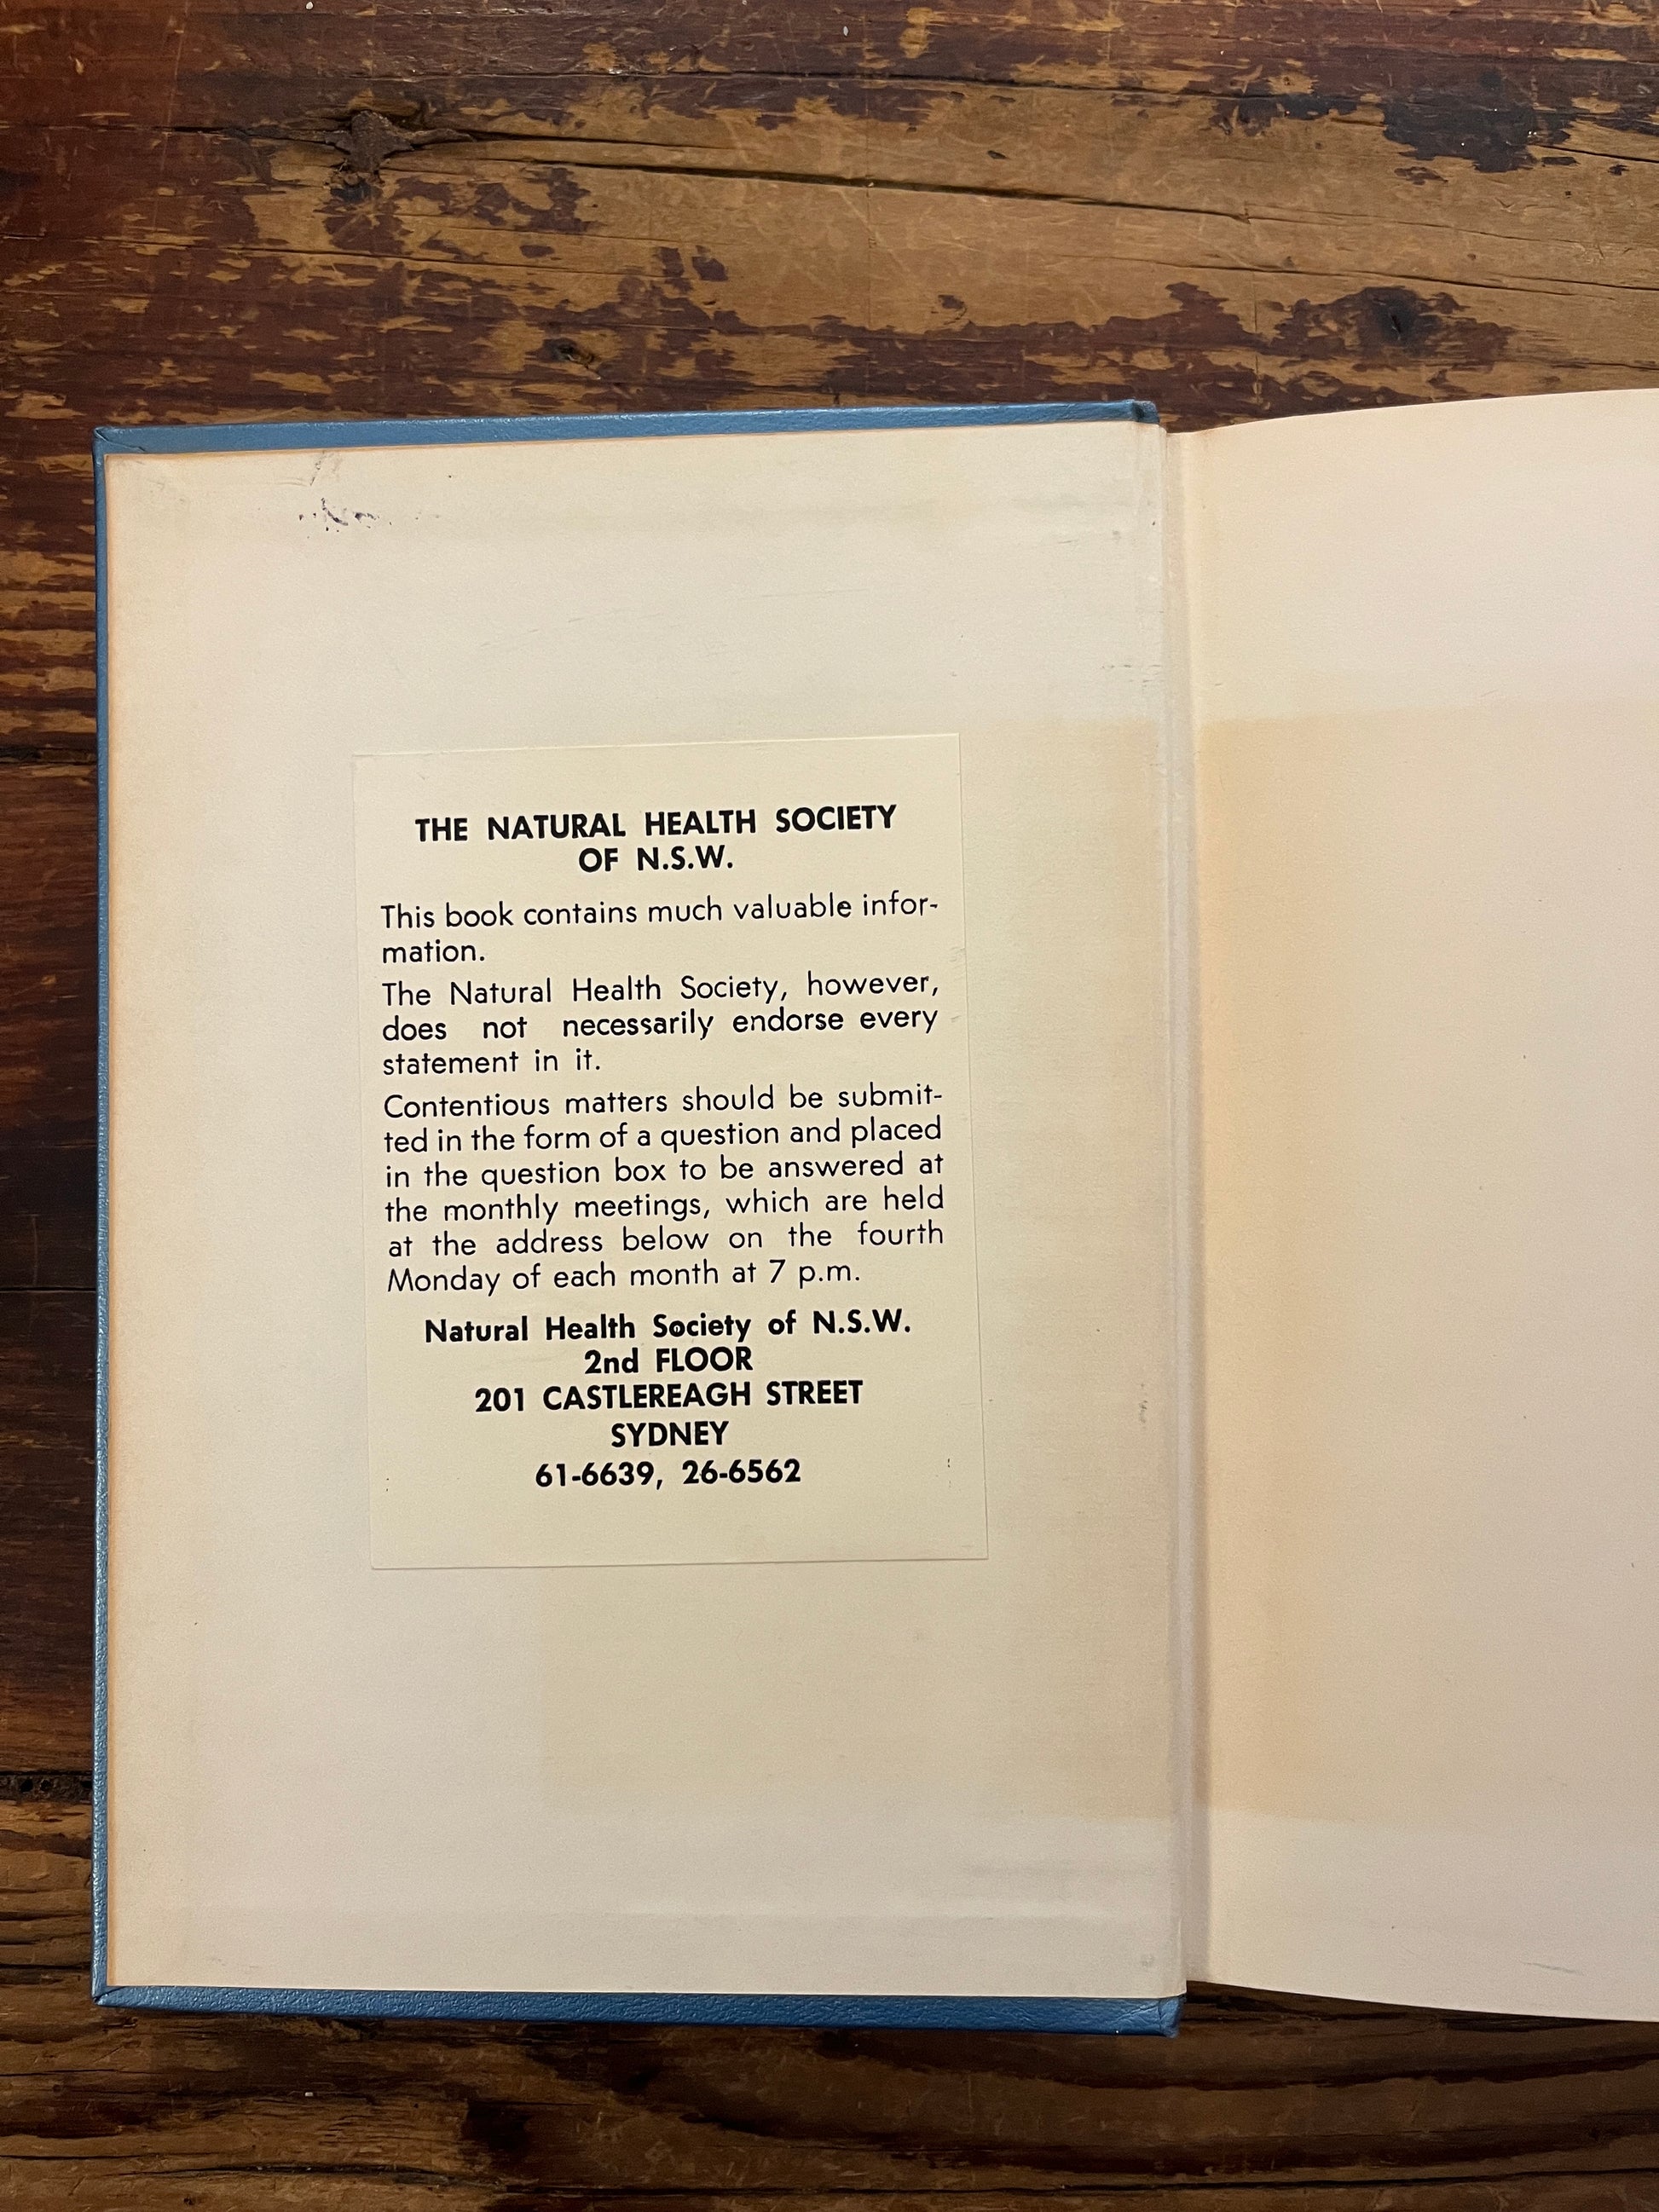 THE NATURAL HEALTH SOCIETY
OF N.S.W.
This book contains much valuable infor-
mation.
The Natural Health Society, however,
does not necessarily endorse every
statement in it.
Contentious matters should be submit-
ted in the form of a question and placed
in the question box to be answered at
the monthly meetings, which are held
at the address below on the fourth
Monday of each month at 7 p.m.
Natural Health Society of N.S.W.
2nd FLOOR
201 CASTLEREAGH STREET
SYDNEY
61-6639, 26-6562